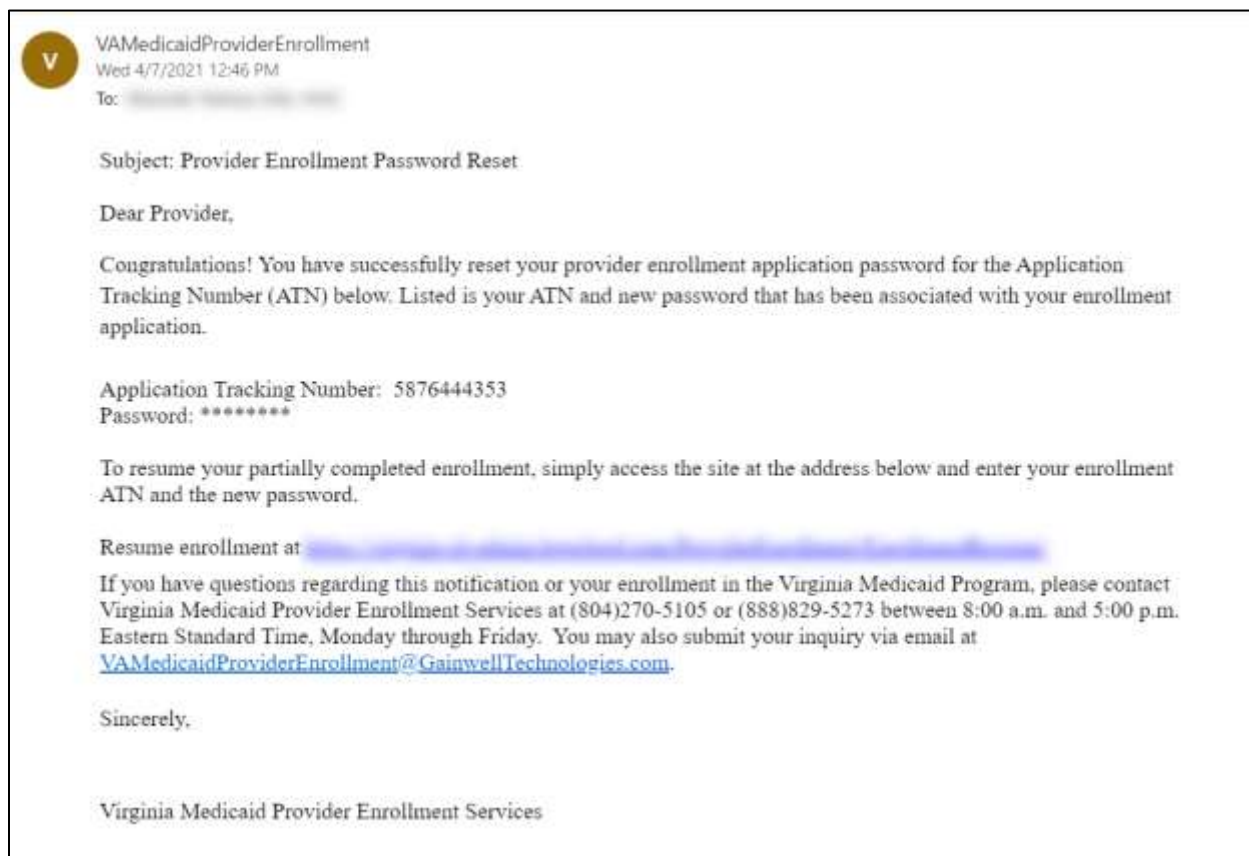 V
VAMedicaidProviderEnrollment
Wed 4/7/2021 12:46 PM
To:
Subject: Provider Enrollment Password Reset
Dear Provider,
Congratulations! You have successfully reset your provider enrollment application password for the Application
Tracking Number (ATN) below. Listed is your ATN and new password that has been associated with your enrollment
application.
Application Tracking Number:  5876444353
Password: ********
To resume your partially completed enrollment, simply access the site at the address below and enter your enrollment
ATN and the new password.
Resume enrollment at
If you have questions regarding this notification or your enrollment in the Virginia Medicaid Program, please contact
Virginia Medicaid Provider Enrollment Services at (804)270-5105 or (888)829-5273 between 8:00 a.m. and 5:00 p.m.
Eastern Standard Time, Monday through Friday.  You may also submit your inquiry via email at
VAMedicaidProviderEnrollment@GainwellTechnologies.com.
Sincerely,
Virginia Medicaid Provider Enrollment Services